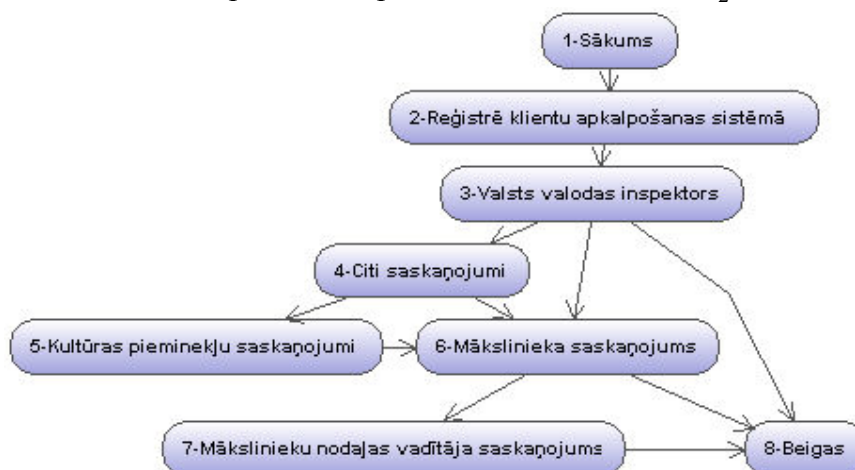 1-Sākums
2-Reģistrē klientu apkalpošanas sistēmā
3-Valsts valodas inspektors
4-Citi saskaņojumi
5-Kultūras pieminekļu saskaņojumi
6-Mākslinieka saskaņojums
7-Mākslinieku nodaļas vadītāja saskaņojums
8-Beigas